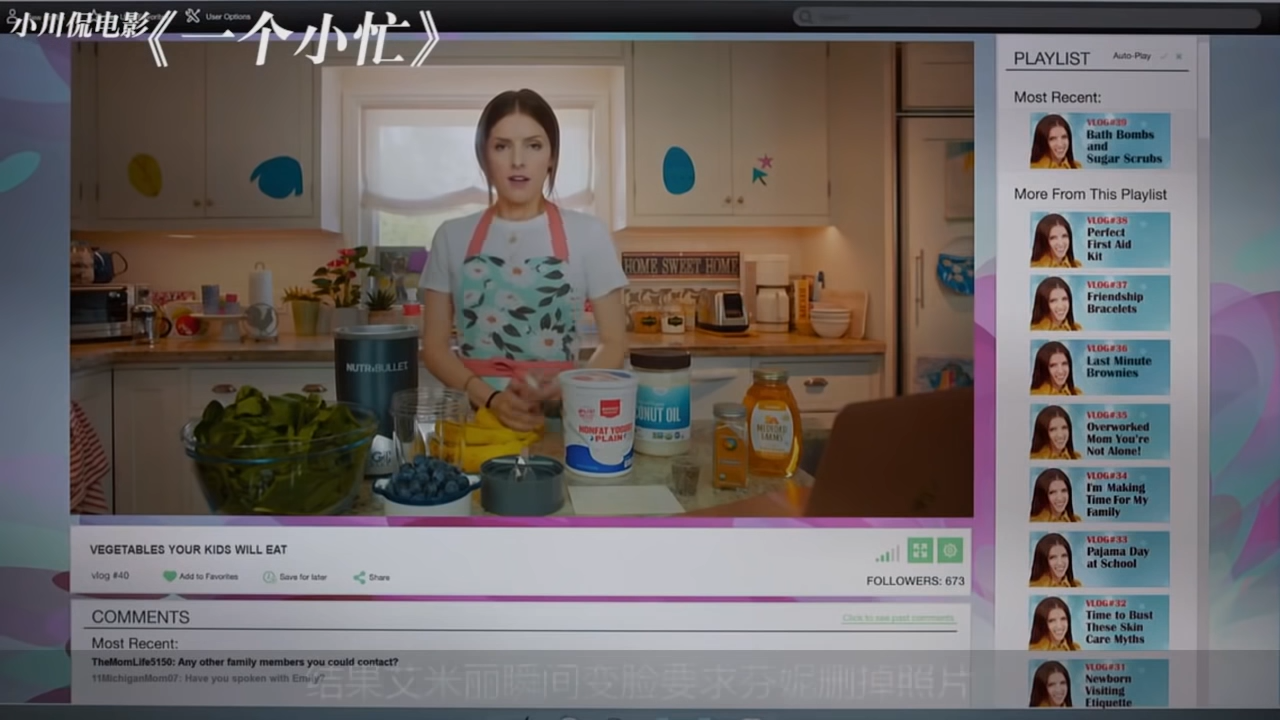 小川侃电影
《一个小忙》
User Options
PLAYLIST
Auto-Play
Most Recent:
VLOG#39
Bath Bombs
and
Sugar Scrubs
More From This Playlist
VLOG#38
Perfect
First Aid
Kit
VLOG#37
Friendship
Bracelets
VLOG#36
Last Minute
Brownies
VLOG#35
Overworked
Mom You're
Not Alone!
VLOG#34
I'm Making
Time For My
Family
VLOG#33
Pajama Day
at School
VLOG#32
Time to Bust
These Skin
Care Myths
VLOG#31
Newborn
Visiting
Etiquette
HOME SWEET HOME
NUTRIBULLET
NONFAT YOGURT
PLAIN
CONUT OIL
VEGETABLES YOUR KIDS WILL EAT
vlog #40
Add to Favorites
Save for later
Share
FOLLOWERS: 673
COMMENTS
Click to see past comments.
Most Recent:
TheMomLife5150: Any other family members you could contact?
11MichiganMom07: Have you spoken with Emily?
结果艾米丽瞬间变脸要求芬妮删掉照片